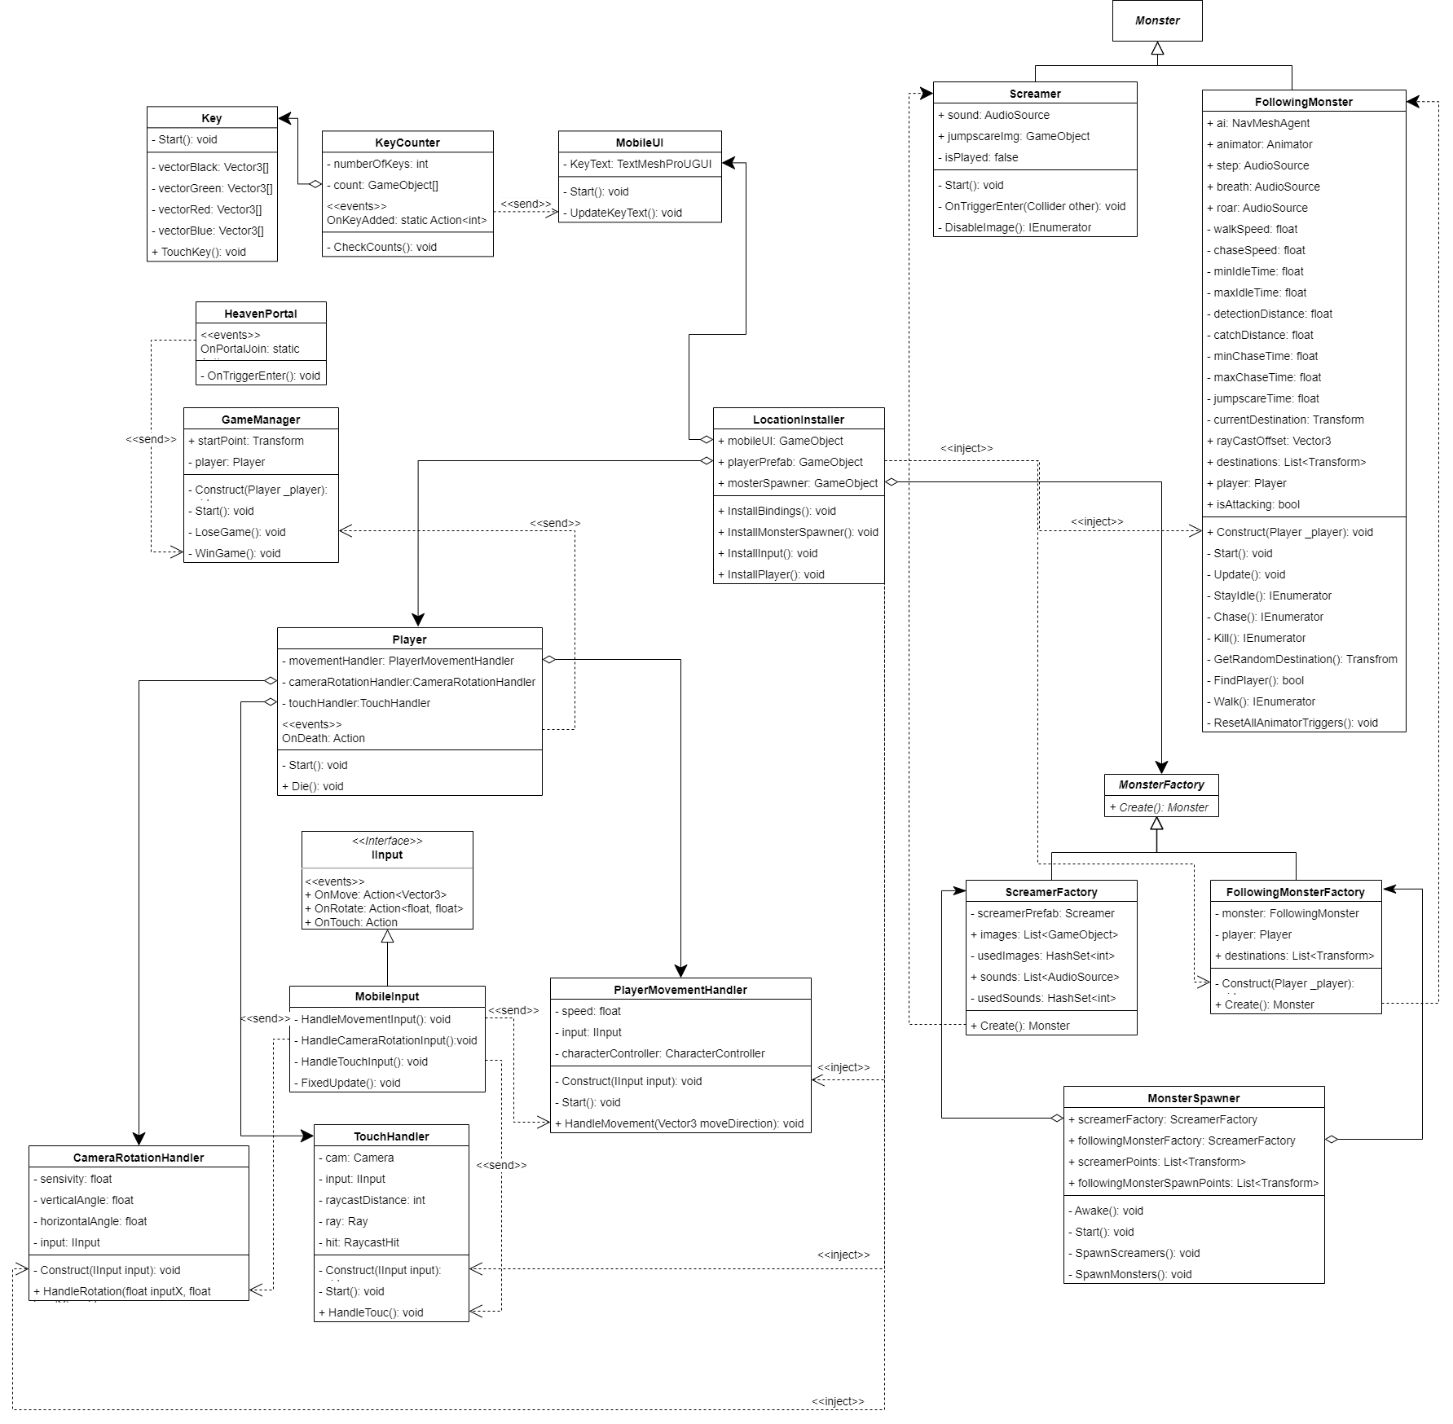 Monster
Screamer
+ sound: AudioSource
+ jumpscareImg: GameObject
- isPlayed: false
- Start(): void
- OnTriggerEnter(Collider other): void
- DisableImage(): IEnumerator
FollowingMonster
+ ai: NavMeshAgent
+ animator: Animator
+ step: AudioSource
+ breath: AudioSource
+ roar: AudioSource
- walkSpeed: float
- chaseSpeed: float
- minIdleTime: float
- maxIdleTime: float
- detectionDistance: float
- catchDistance: float
- minChaseTime: float
- maxChaseTime: float
- jumpscareTime: float
- currentDestination: Transform
+ rayCastOffset: Vector3
+ destinations: List<Transform>
+ player: Player
+ isAttacking: bool
+ Construct(Player _player): void
- Start(): void
- Update(): void
- StayIdle(): IEnumerator
- Chase(): IEnumerator
- Kill(): IEnumerator
- GetRandomDestination(): Transfrom
- FindPlayer(): bool
- Walk(): IEnumerator
- ResetAllAnimatorTriggers(): void
Key
- Start(): void
- vectorBlack: Vector3[]
- vectorGreen: Vector3[]
- vectorRed: Vector3[]
- vectorBlue: Vector3[]
+ TouchKey(): void
KeyCounter
- numberOfKeys: int
- count: GameObject[]
<<events>>
OnKeyAdded: static Action<int>
- CheckCounts(): void
<<send>>
MobileUI
- KeyText: TextMeshProUGUI
- Start(): void
- UpdateKeyText(): void
HeavenPortal
<<events>>
OnPortalJoin: static
- OnTriggerEnter(): void
<<send>>
GameManager
+ startPoint: Transform
- player: Player
- Construct(Player _player):
- Start(): void
- LoseGame(): void
- WinGame(): void
<<send>>
LocationInstaller
+ mobileUI: GameObject
+ playerPrefab: GameObject
+ mosterSpawner: GameObject
+ InstallBindings(): void
+ InstallMonsterSpawner(): void
+ InstallInput(): void
+ InstallPlayer(): void
<<inject>>
<<inject>>
Player
- movementHandler: PlayerMovementHandler
- cameraRotationHandler:CameraRotationHandler
- touchHandler:TouchHandler
<<events>>
OnDeath: Action
- Start(): void
+ Die(): void
MonsterFactory
+ Create(): Monster
<<Interface>>
IInput
<<events>>
+ OnMove: Action<Vector3>
+ OnRotate: Action<float, float>
+ OnTouch: Action
ScreamerFactory
- screamerPrefab: Screamer
+ images: List<GameObject>
- usedImages: HashSet<int>
+ sounds: List<AudioSource>
- usedSounds: HashSet<int>
+ Create(): Monster
FollowingMonsterFactory
- monster: FollowingMonster
- player: Player
+ destinations: List<Transform>
- Construct(Player _player):
+ Create(): Monster
MobileInput
- HandleMovementInput(): void
- HandleCameraRotationInput():void
- HandleTouchInput(): void
- FixedUpdate(): void
<<send>>
<<send>>
<<send>>
PlayerMovementHandler
- speed: float
- input: IInput
- characterController: CharacterController
- Construct(IInput input): void
- Start(): void
+ HandleMovement(Vector3 moveDirection): void
<<inject>>
MonsterSpawner
+ screamerFactory: ScreamerFactory
+ followingMonsterFactory: ScreamerFactory
+ screamerPoints: List<Transform>
+ followingMonsterSpawnPoints: List<Transform>
- Awake(): void
- Start(): void
- SpawnScreamers(): void
- SpawnMonsters(): void
CameraRotationHandler
- sensivity: float
- verticalAngle: float
- horizontalAngle: float
- input: IInput
- Construct(IInput input): void
+ HandleRotation(float inputX, float
TouchHandler
- cam: Camera
- input: IInput
- raycastDistance: int
- ray: Ray
- hit: RaycastHit
- Construct(IInput input):
- Start(): void
+ HandleTouc(): void
<<inject>>
<<inject>>